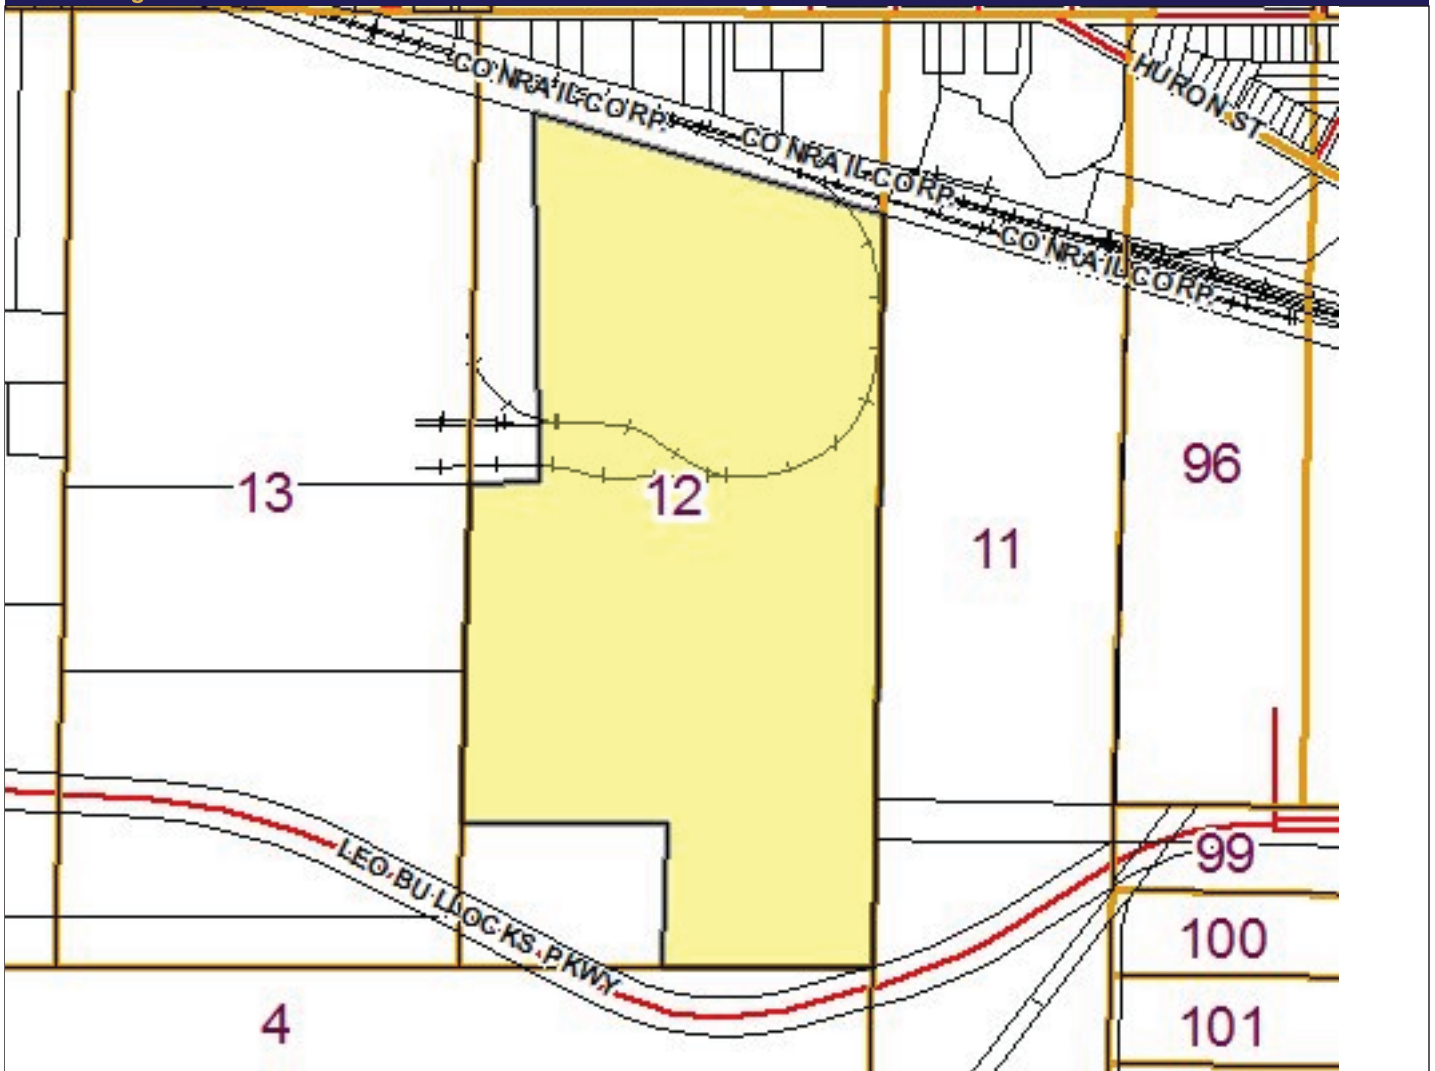 CONRAIL CORP.
HURON ST
CONRAIL CORP.
CONRAIL CORP.
96
13
12
11
LEO BULLOCKS PKWY
99
100
4
101